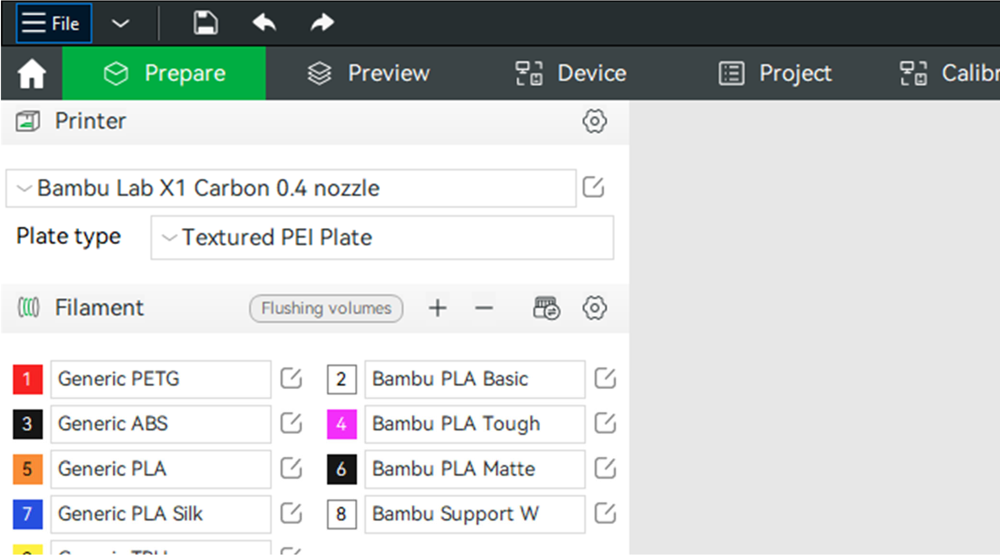 File
Prepare Preview Device Project Calibr
Printer
Bambu Lab X1 Carbon 0.4 nozzle
Plate type Textured PEI Plate
Filament Flushing volumes
1 Generic PETG 2 Bambu PLA Basic
3 Generic ABS 4 Bambu PLA Tough
5 Generic PLA 6 Bambu PLA Matte
7 Generic PLA Silk 8 Bambu Support W
Generic TPU